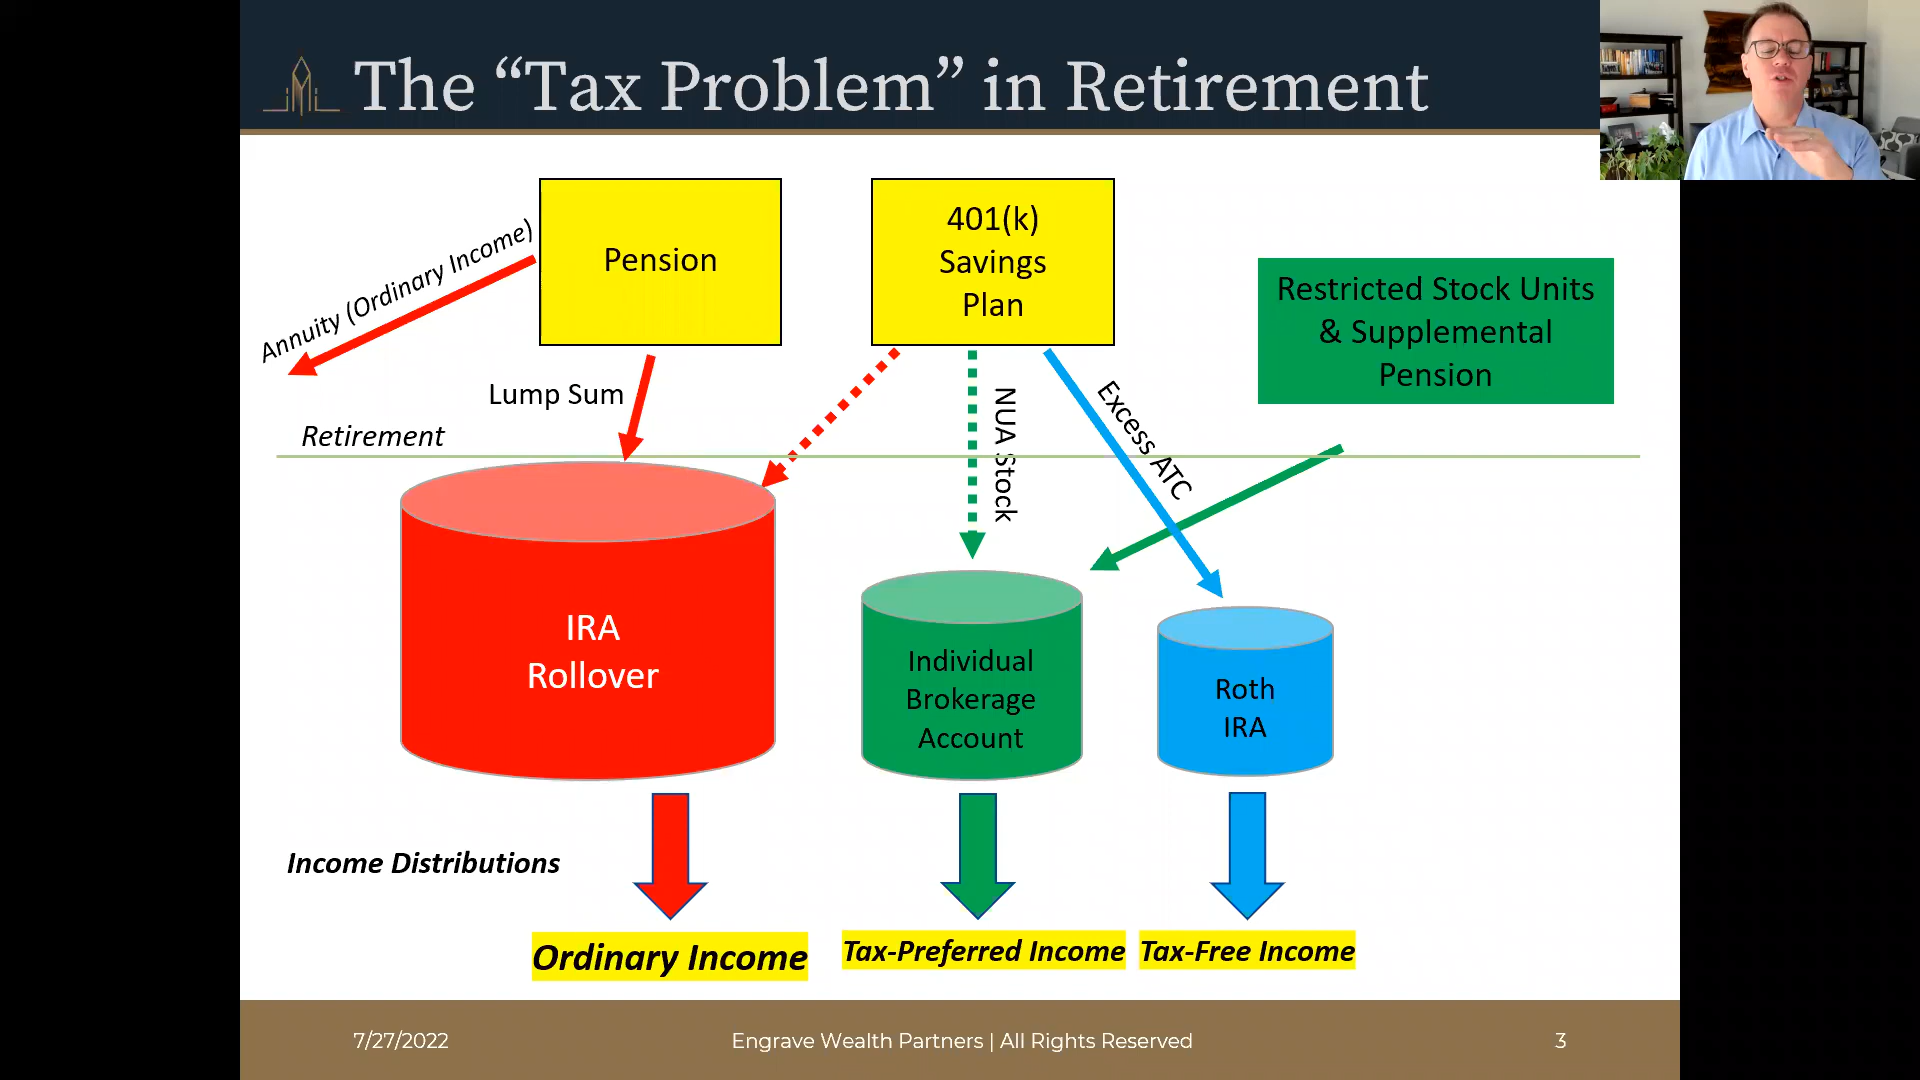 The “Tax Problem” in Retirement
Pension
401(k)
Savings
Plan
Restricted Stock Units
& Supplemental
Pension
Annuity (Ordinary Income)
Lump Sum
NUA Stock
Excess ATC
Retirement
IRA
Rollover
Individual
Brokerage
Account
Roth
IRA
Income Distributions
Ordinary Income
Tax-Preferred Income
Tax-Free Income
7/27/2022
Engrave Wealth Partners | All Rights Reserved
3